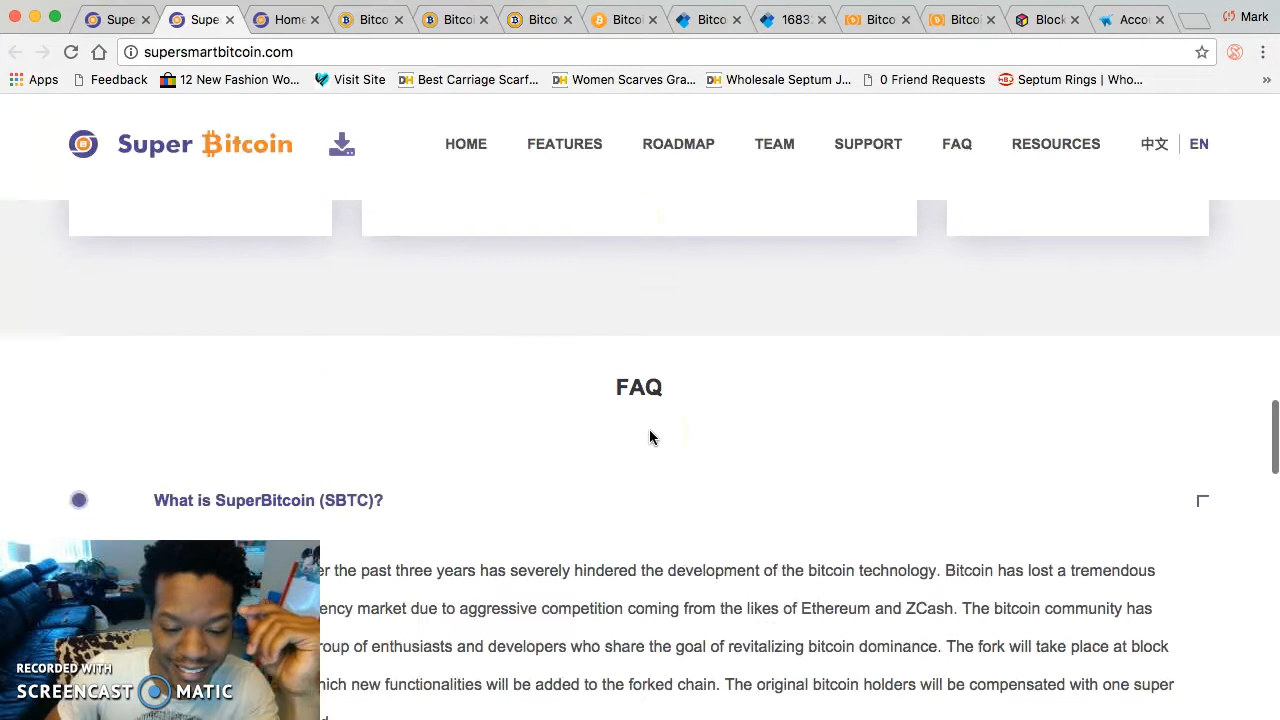 Supe
Supe
Home
Bitco
Bitcoi
Bitco
Bitco
Bitco
1683
Bitco
Bitcoi
Block
Acco
Mark
supersmartbitcoin.com
Apps
Feedback
12 New Fashion Wo...
Visit Site
DH Best Carriage Scarf...
DH Women Scarves Gra...
DH Wholesale Septum J...
0 Friend Requests
Septum Rings | Who...
»
Super Bitcoin
HOME
FEATURES
ROADMAP
TEAM
SUPPORT
FAQ
RESOURCES
中文
EN
FAQ
What is SuperBitcoin (SBTC)?
er the past three years has severely hindered the development of the bitcoin technology. Bitcoin has lost a tremendous
ency market due to aggressive competition coming from the likes of Ethereum and ZCash. The bitcoin community has
roup of enthusiasts and developers who share the goal of revitalizing bitcoin dominance. The fork will take place at block
hich new functionalities will be added to the forked chain. The original bitcoin holders will be compensated with one super
RECORDED WITH
SCREENCAST MATIC